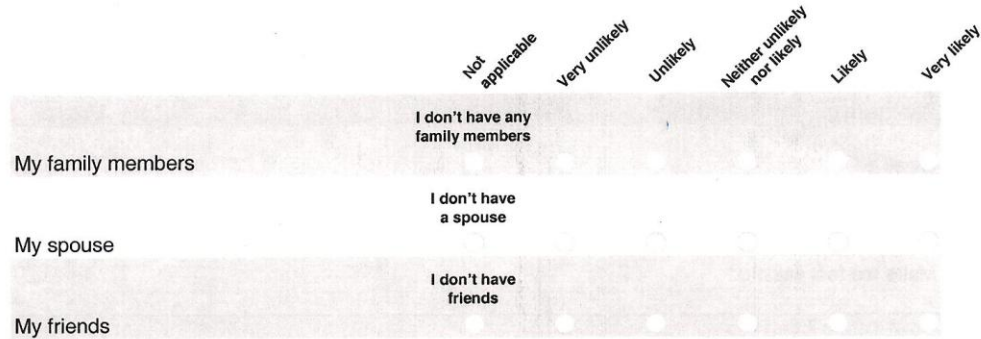 Not
applicable
Very unlikely
Unlikely
Neither unlikely
nor likely
Likely
Very likely
I don't have any
family members
My family members
I don't have
a spouse
My spouse
I don't have
friends
My friends